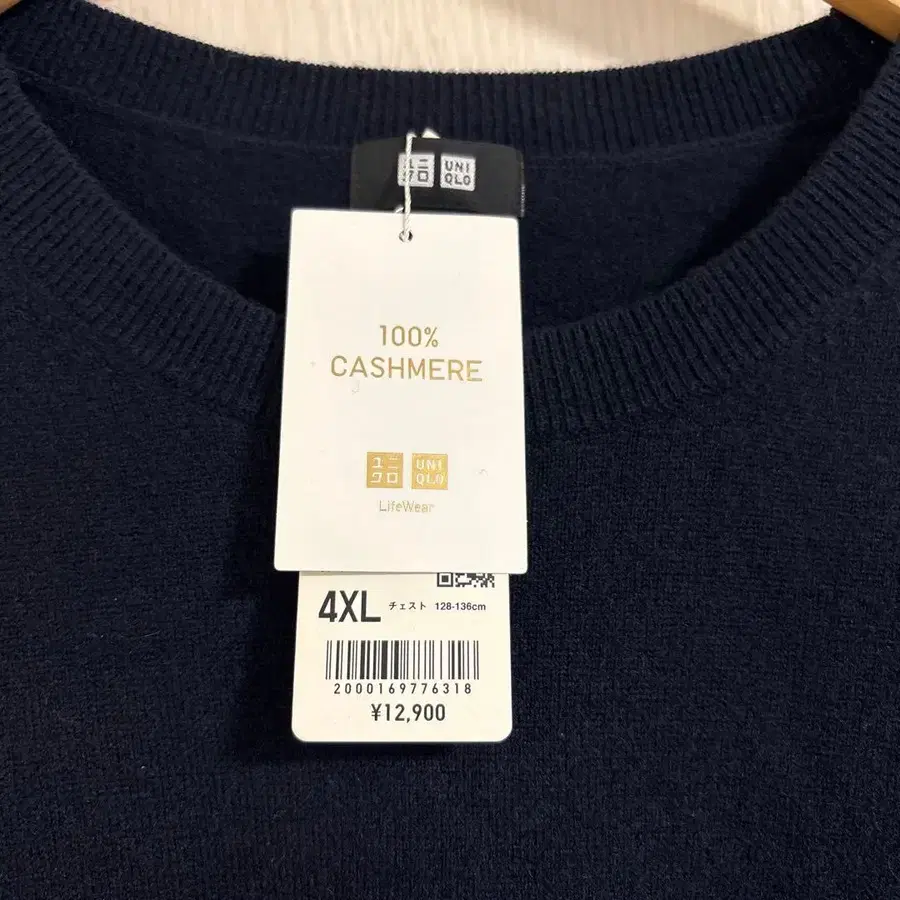 ユニ UNI
クロ QLO
100%
CASHMERE
ユニ UNI
クロ QLO
LifeWear
4XL チェスト 128-136cm
2000169776318
¥12,900